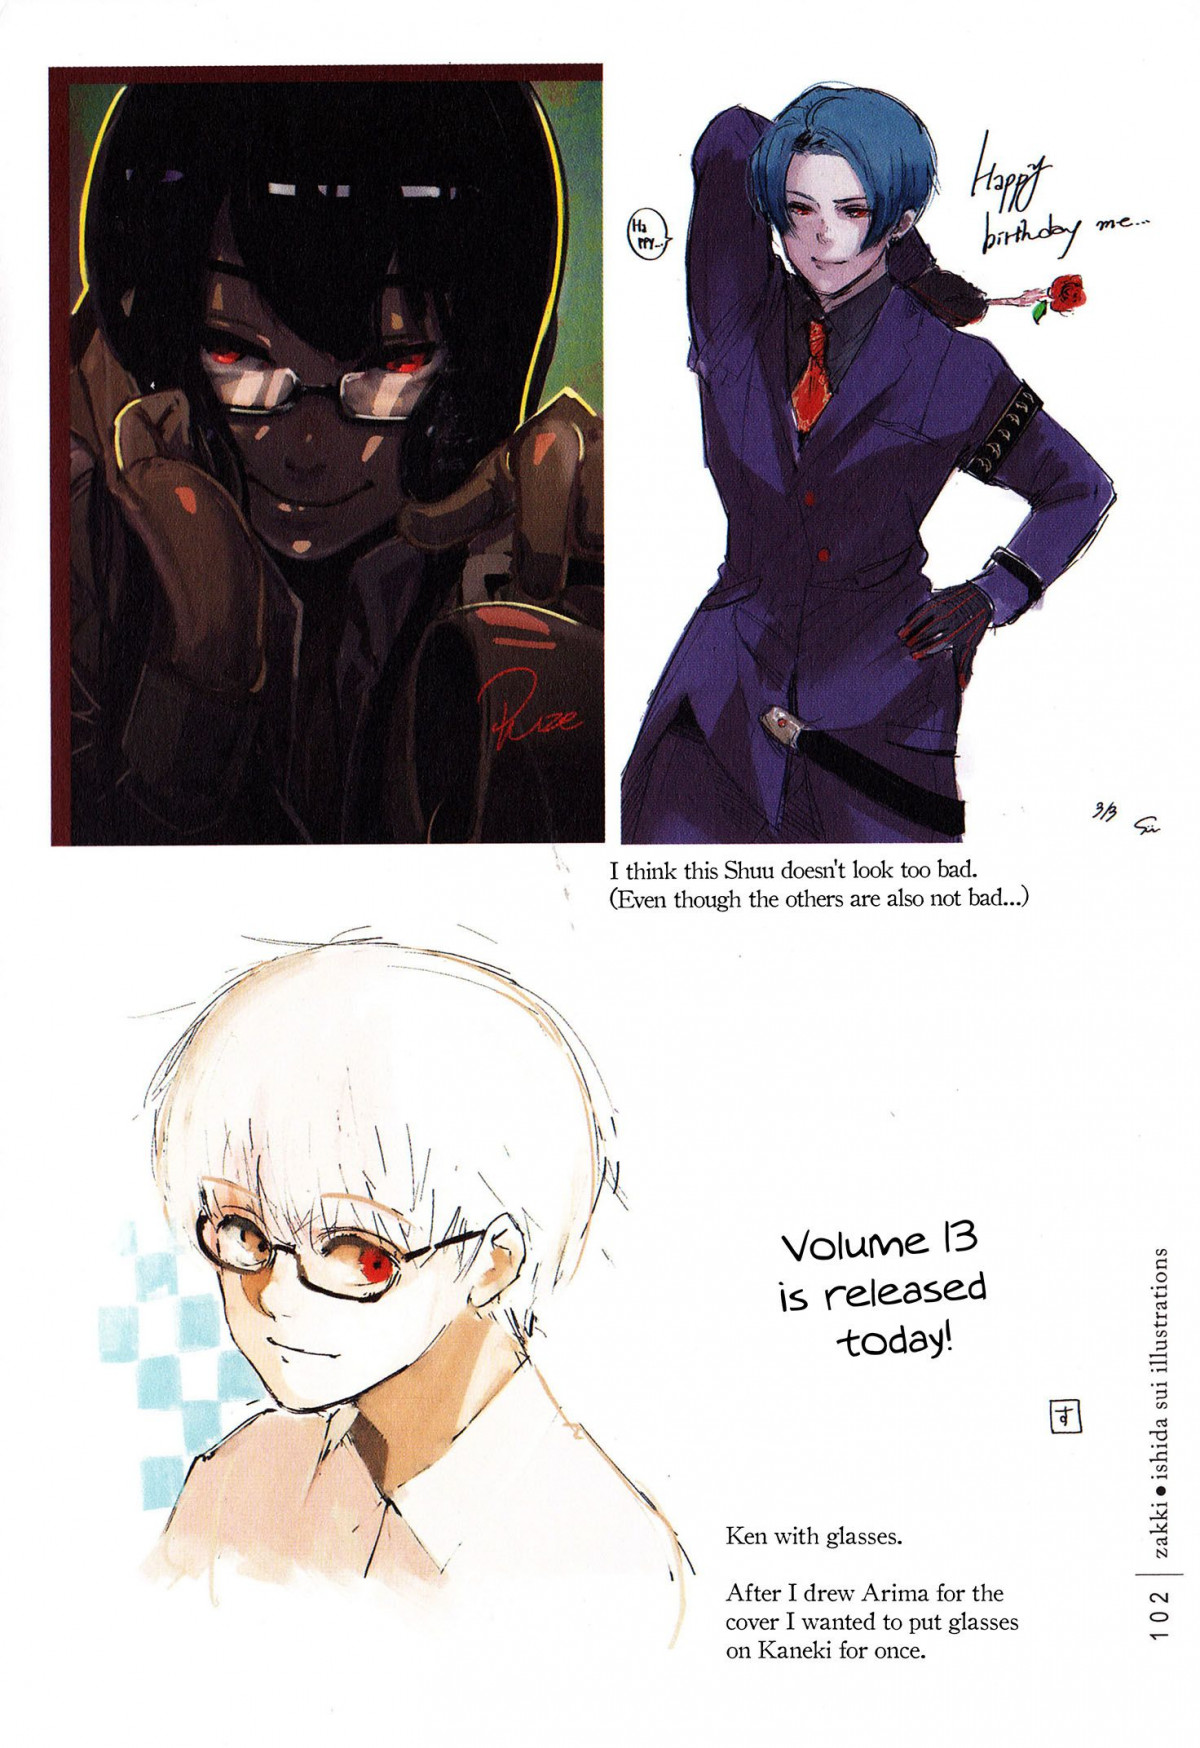 Rize
Ha
ppy...
Happy
birthday me...
3/3 Sui
I think this Shuu doesn't look too bad.
(Even though the others are also not bad...)
Volume 13
is released
today!
す
Ken with glasses.
After I drew Arima for the
cover I wanted to put glasses
on Kaneki for once.
102 | zakki●ishida sui illustrations